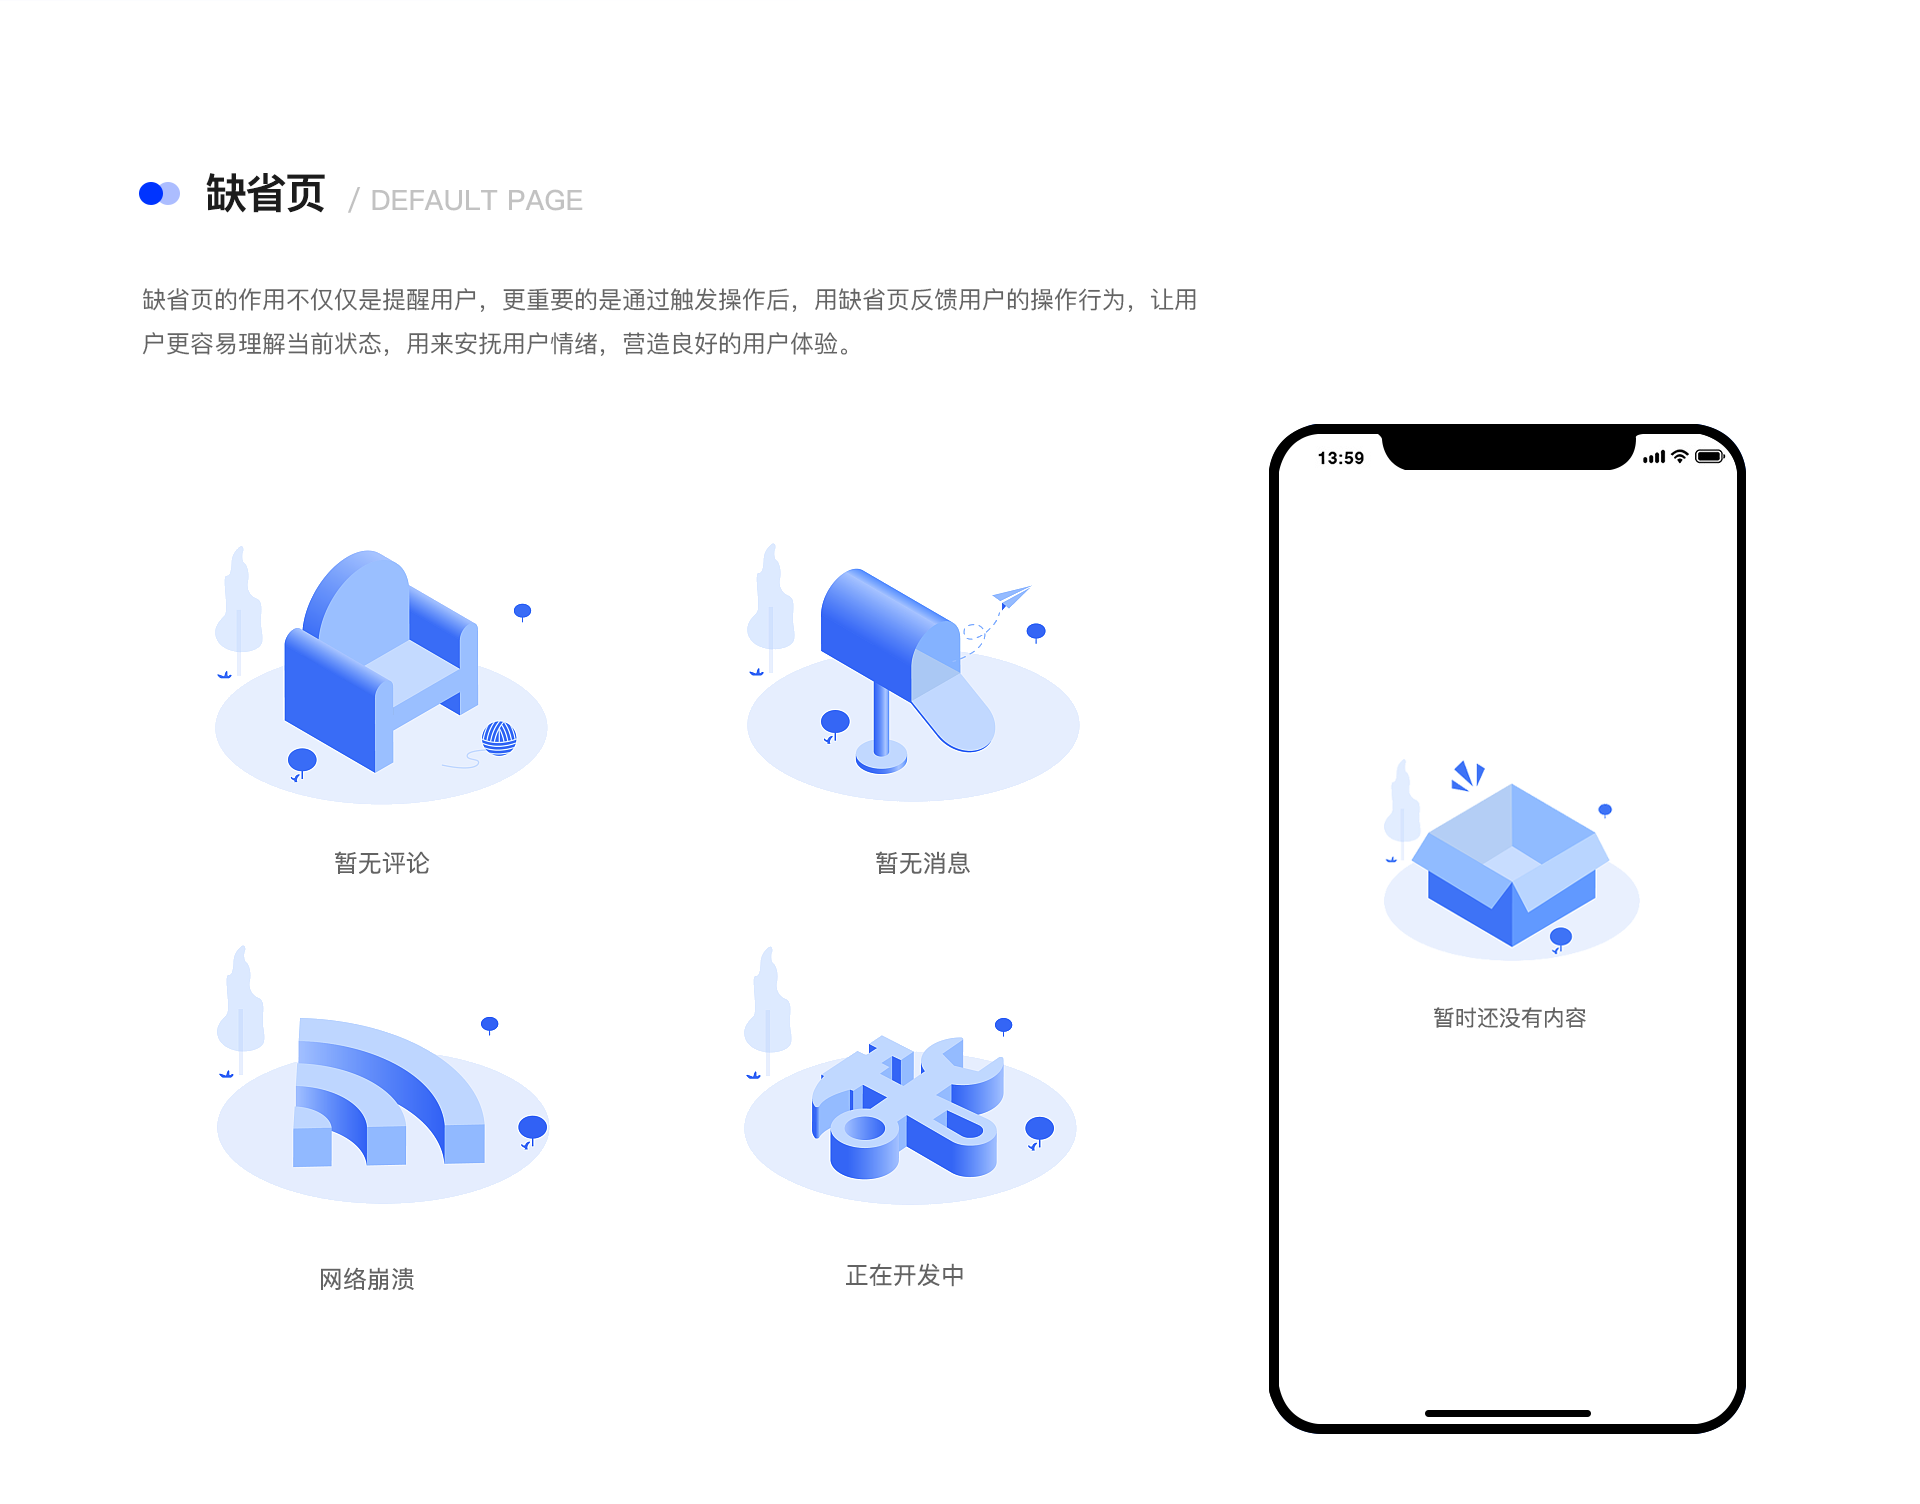 缺省页 / DEFAULT PAGE
缺省页的作用不仅仅是提醒用户，更重要的是通过触发操作后，用缺省页反馈用户的操作行为，让用
户更容易理解当前状态，用来安抚用户情绪，营造良好的用户体验。
13:59
暂无评论
暂无消息
暂时还没有内容
网络崩溃
正在开发中